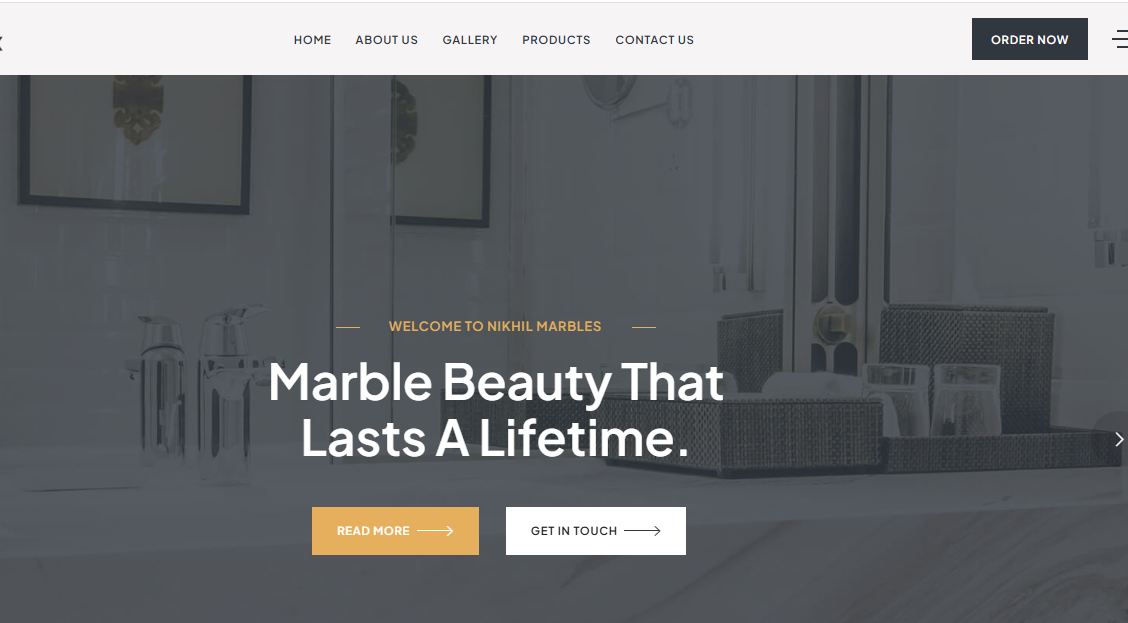 HOME ABOUT US GALLERY PRODUCTS CONTACT US ORDER NOW
WELCOME TO NIKHIL MARBLES
Marble Beauty That
Lasts A Lifetime.
READ MORE GET IN TOUCH